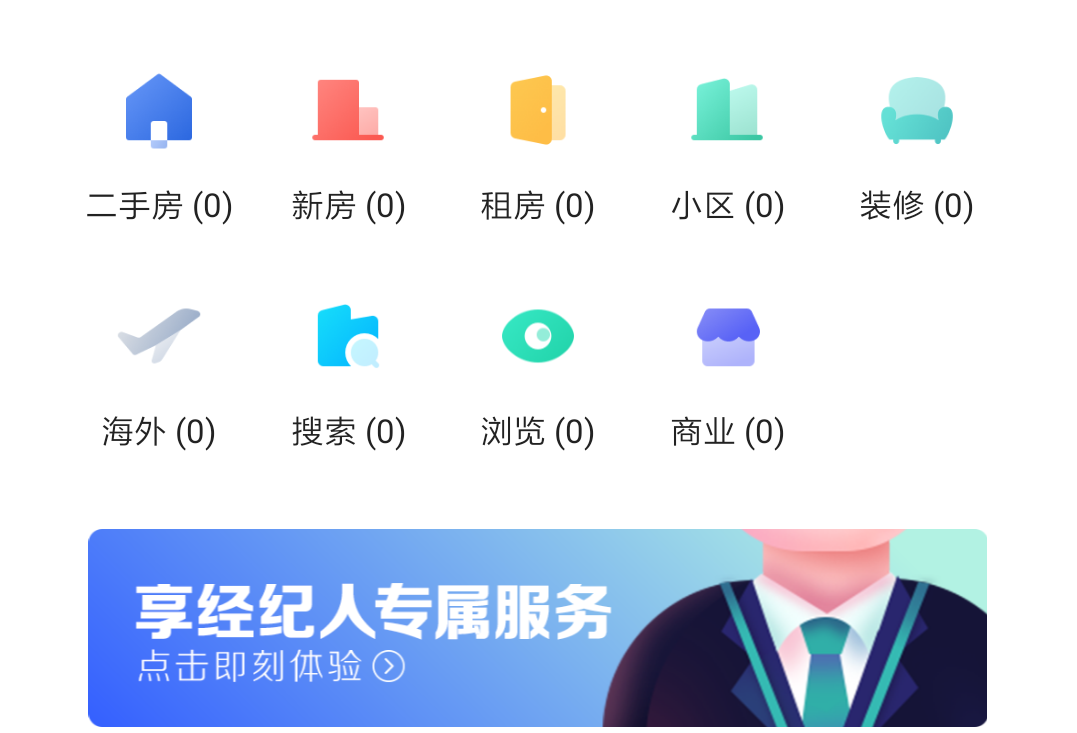 二手房 (0) 新房 (0) 租房 (0) 小区 (0) 装修 (0)
海外 (0) 搜索 (0) 浏览 (0) 商业 (0)
享经纪人专属服务
点击即刻体验